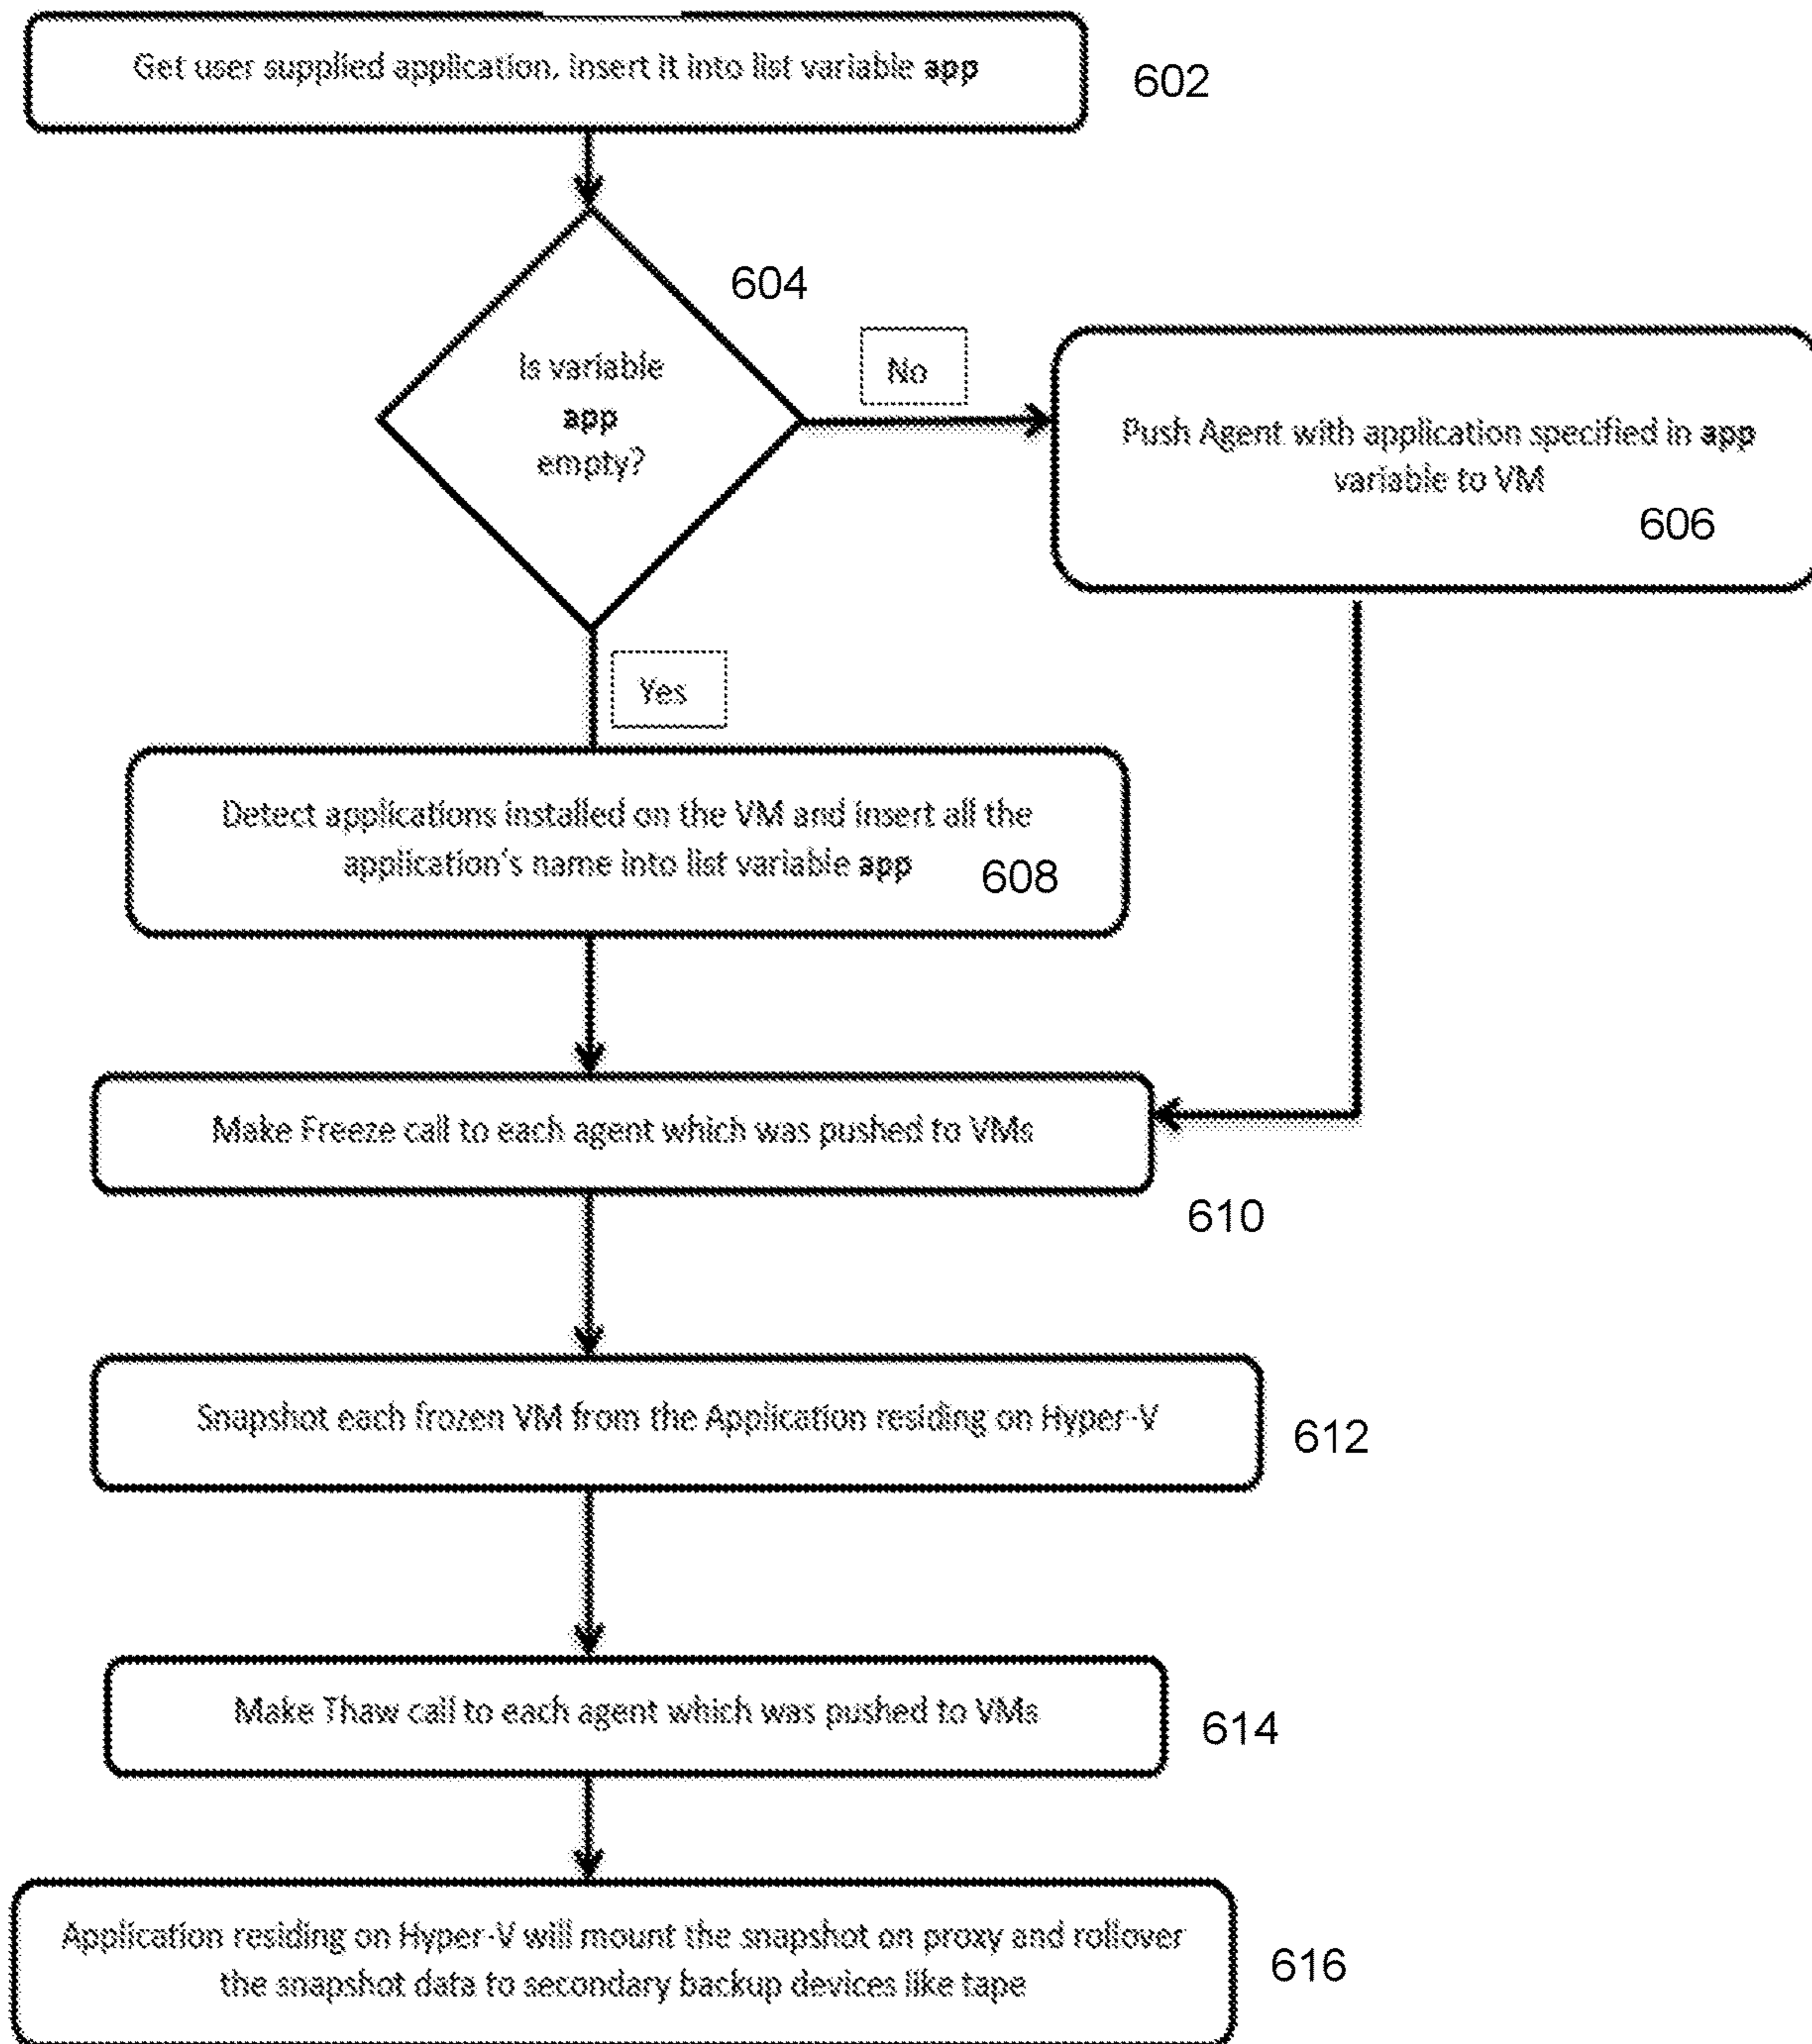 Get user supplied application, insert it into list variable app
602
604
Is variable
app
empty?
No
Push Agent with application specified in app
variable to VM
606
Yes
Detect applications installed on the VM and insert all the
application's name into list variable app
608
Make Freeze call to each agent which was pushed to VMs
610
Snapshot each frozen VM from the Application residing on Hyper-V
612
Make Thaw call to each agent which was pushed to VMs
614
Application residing on Hyper-V will mount the snapshot on proxy and rollover
the snapshot data to secondary backup devices like tape
616